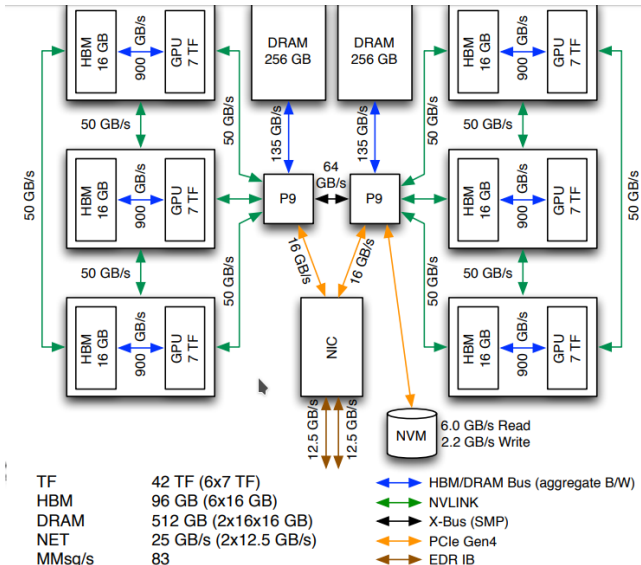 HBM
16 GB
900 GB/s
GPU
7 TF
DRAM
256 GB
DRAM
256 GB
HBM
16 GB
900 GB/s
GPU
7 TF
50 GB/s
50 GB/s
135 GB/s
135 GB/s
50 GB/s
50 GB/s
50 GB/s
64
GB/s
50 GB/s
HBM
16 GB
900 GB/s
GPU
7 TF
P9
P9
HBM
16 GB
900 GB/s
GPU
7 TF
50 GB/s
50 GB/s
16 GB/s
16 GB/s
50 GB/s
50 GB/s
HBM
16 GB
900 GB/s
GPU
7 TF
NIC
HBM
16 GB
900 GB/s
GPU
7 TF
12.5 GB/s
12.5 GB/s
NVM
6.0 GB/s Read
2.2 GB/s Write
TF 42 TF (6x7 TF)
HBM 96 GB (6x16 GB)
DRAM 512 GB (2x16x16 GB)
NET 25 GB/s (2x12.5 GB/s)
MMsg/s 83
HBM/DRAM Bus (aggregate B/W)
NVLINK
X-Bus (SMP)
PCIe Gen4
EDR IB